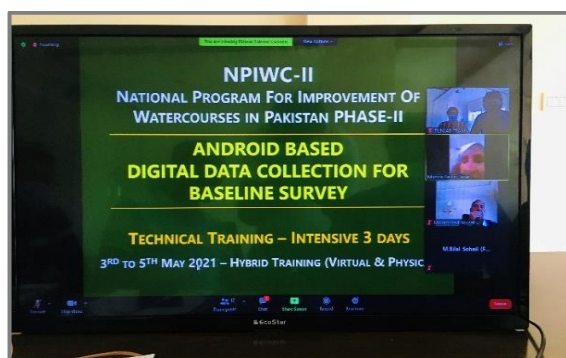 NPIWC-II
NATIONAL PROGRAM FOR IMPROVEMENT OF
WATERCOURSES IN PAKISTAN PHASE-II
ANDROID BASED
DIGITAL DATA COLLECTION FOR
BASELINE SURVEY
TECHNICAL TRAINING – INTENSIVE 3 DAYS
3RD TO 5TH MAY 2021 – HYBRID TRAINING (VIRTUAL & PHYSIC
M.Bilal Sohail (P...
Chat
EcoStar